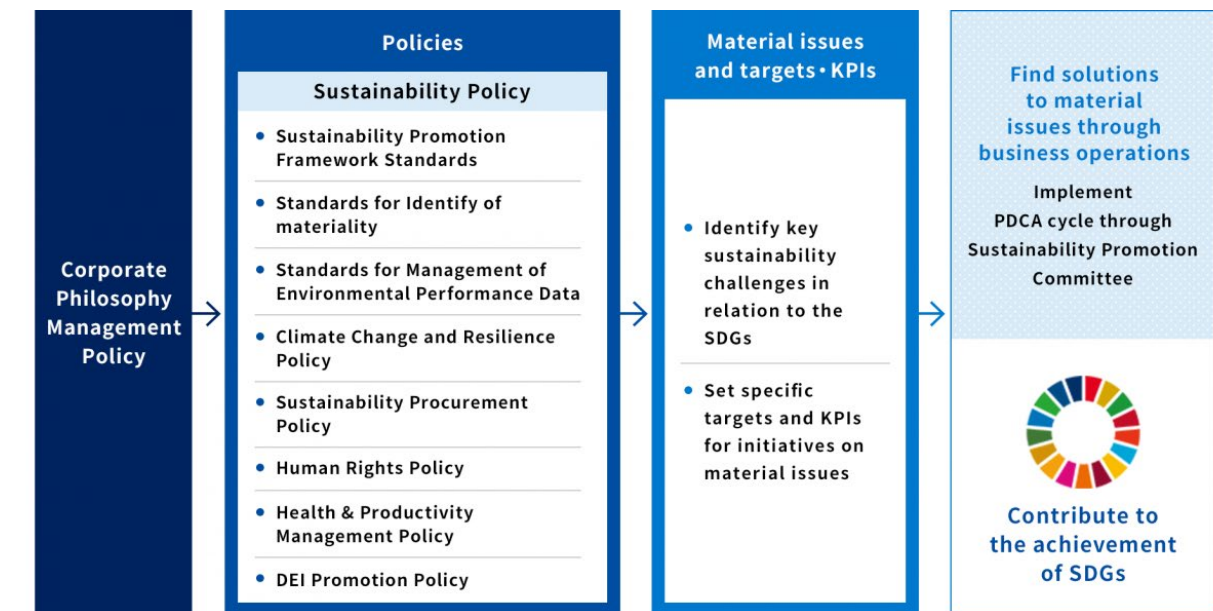 Corporate
Philosophy
Management
Policy
Policies
Sustainability Policy
• Sustainability Promotion
Framework Standards
• Standards for Identify of
materiality
• Standards for Management of
Environmental Performance Data
• Climate Change and Resilience
Policy
• Sustainability Procurement
Policy
• Human Rights Policy
• Health & Productivity
Management Policy
• DEI Promotion Policy
Material issues
and targets・KPIs
• Identify key
sustainability
challenges in
relation to the
SDGs
• Set specific
targets and KPIs
for initiatives on
material issues
Find solutions
to material
issues through
business operations
Implement
PDCA cycle through
Sustainability Promotion
Committee
Contribute to
the achievement
of SDGs